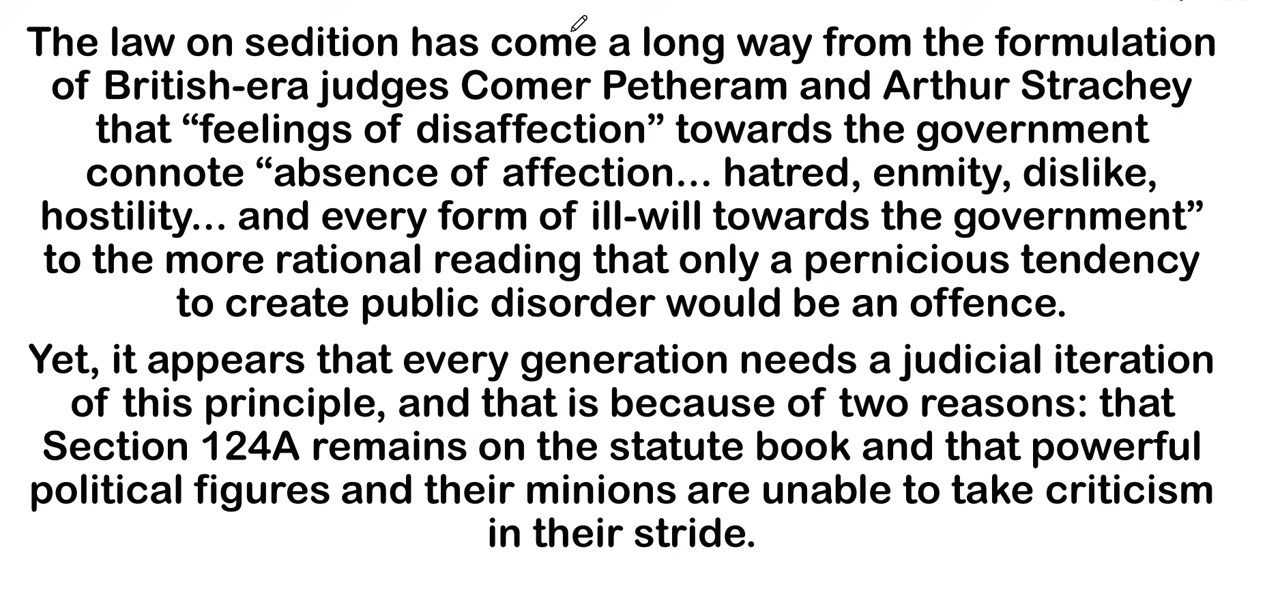 The law on sedition has come a long way from the formulation
of British-era judges Comer Petheram and Arthur Strachey
that “feelings of disaffection” towards the government
connote “absence of affection... hatred, enmity, dislike,
hostility... and every form of ill-will towards the government”
to the more rational reading that only a pernicious tendency
to create public disorder would be an offence.
Yet, it appears that every generation needs a judicial iteration
of this principle, and that is because of two reasons: that
Section 124A remains on the statute book and that powerful
political figures and their minions are unable to take criticism
in their stride.